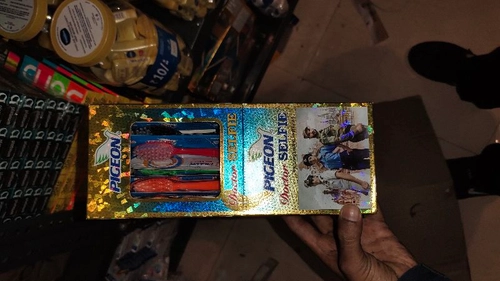 PIGEON
Doctor SELFIE
PIGEON
Doctor SELFIE
10/-